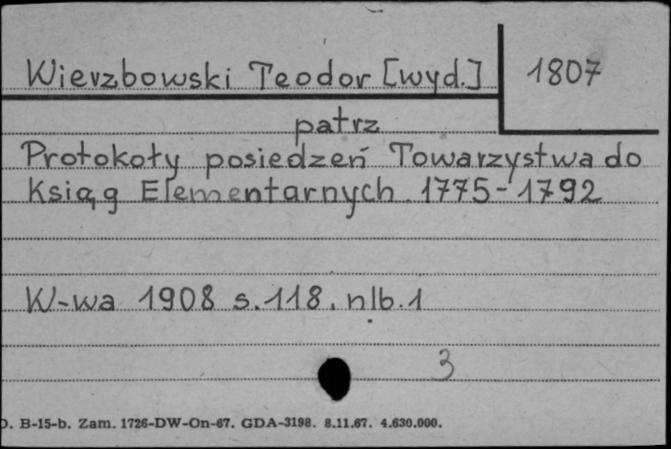 Wierzbowski Teodor [wyd.] 1807
patrz
Protokoły posiedzeń Towarzystwa do
Ksiąg Elementarnych. 1775-1792
W-wa 1908 s.118. nlb.1
3
D. B-15-b. Zam. 1726-DW-On-67. GDA-3198. 8.11.67. 4.630.000.